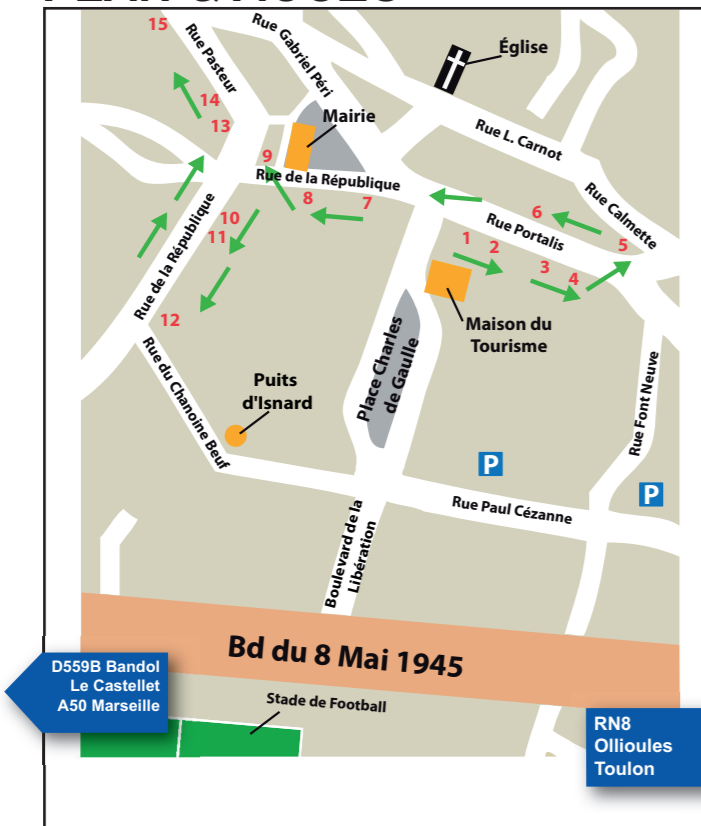 15
Rue Pasteur
Rue Gabriel Péri
Église
14
13
Mairie
Rue L. Carnot
9
Rue de la République
8
7
Rue Calmette
6
Rue Portalis
5
10
11
Rue de la République
1
2
3
4
12
Maison du
Tourisme
Place Charles
de Gaulle
Rue du Chanoine Beuf
Puits
d'Isnard
Rue Font Neuve
P
P
Rue Paul Cézanne
Boulevard de la
Libération
Bd du 8 Mai 1945
D559B Bandol
Le Castellet
A50 Marseille
Stade de Football
RN8
Ollioules
Toulon